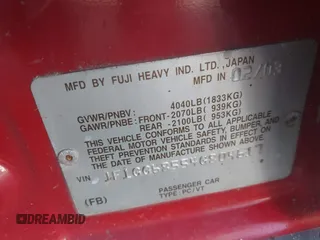 MFD BY FUJI HEAVY IND. LTD., JAPAN
MFD IN 02/03
GVWR/PNBV: 4040LB(1833KG)
GAWR/PNBE: FRONT-2070LB( 939KG)
REAR -2100LB( 953KG)
THIS VEHICLE CONFORMS TO ALL APPLICABLE
FEDERAL MOTOR VEHICLE SAFETY, BUMPER,
AND THEFT PREVENTION STANDARDS IN EFFECT
ON THE DATE OF MANUFACTURE SHOWN ABOVE.
VIN
PASSENGER CAR
(FB) TYPE PC/VT
DREAMBID